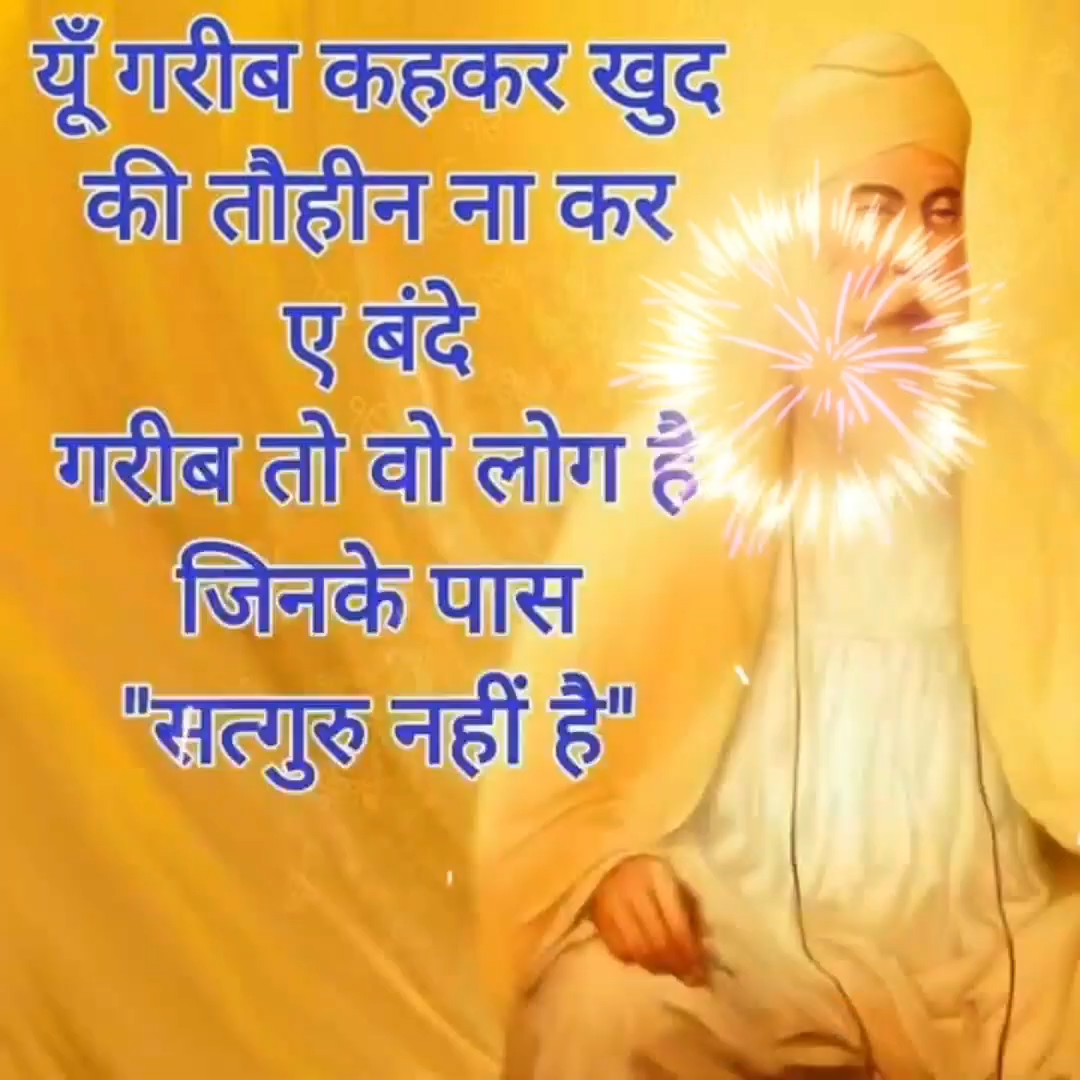 यूँ गरीब कहकर खुद
की तौहीन ना कर
ए बंदे
गरीब तो वो लोग है
जिनके पास
"सत्गुरु नहीं है"